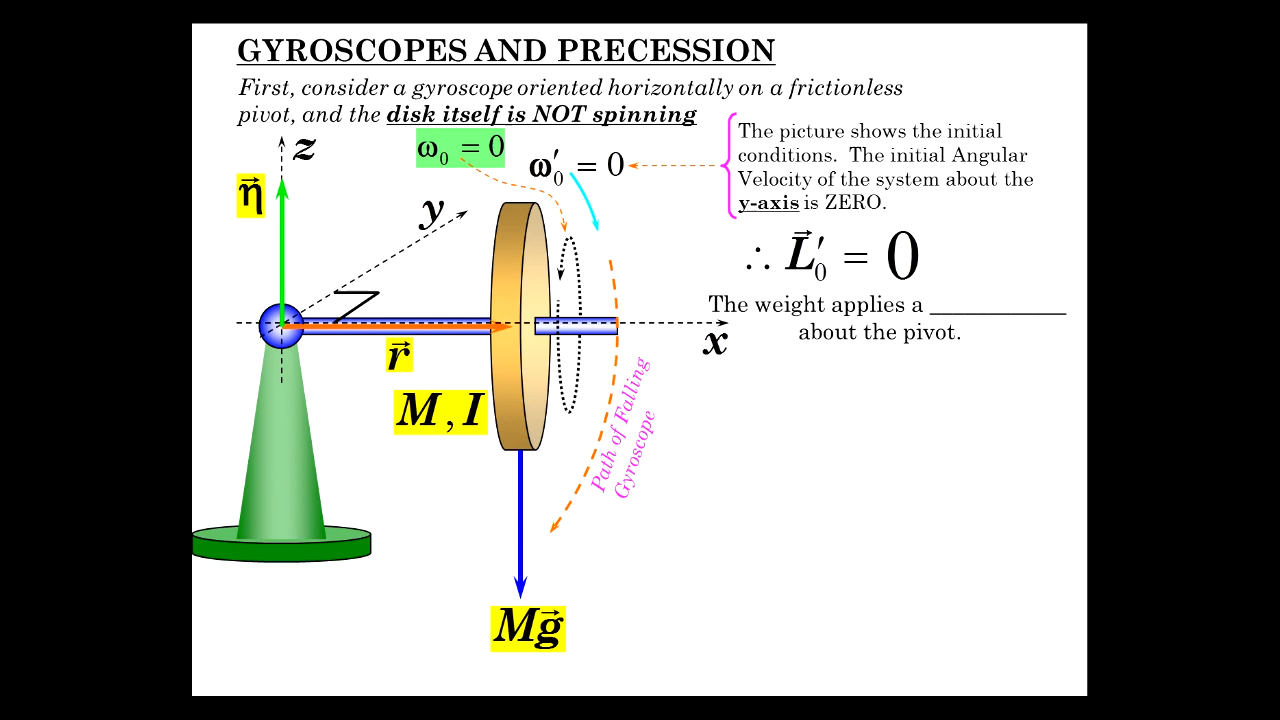 GYROSCOPES AND PRECESSION
First, consider a gyroscope oriented horizontally on a frictionless
pivot, and the disk itself is NOT spinning
z
ω₀ = 0
ω₀′ = 0
The picture shows the initial
conditions. The initial Angular
Velocity of the system about the
y-axis is ZERO.
η⃗
y
∴ L⃗₀′ = 0
The weight applies a ____________
about the pivot.
x
r⃗
M, I
Path of Falling
Gyroscope
Mg⃗